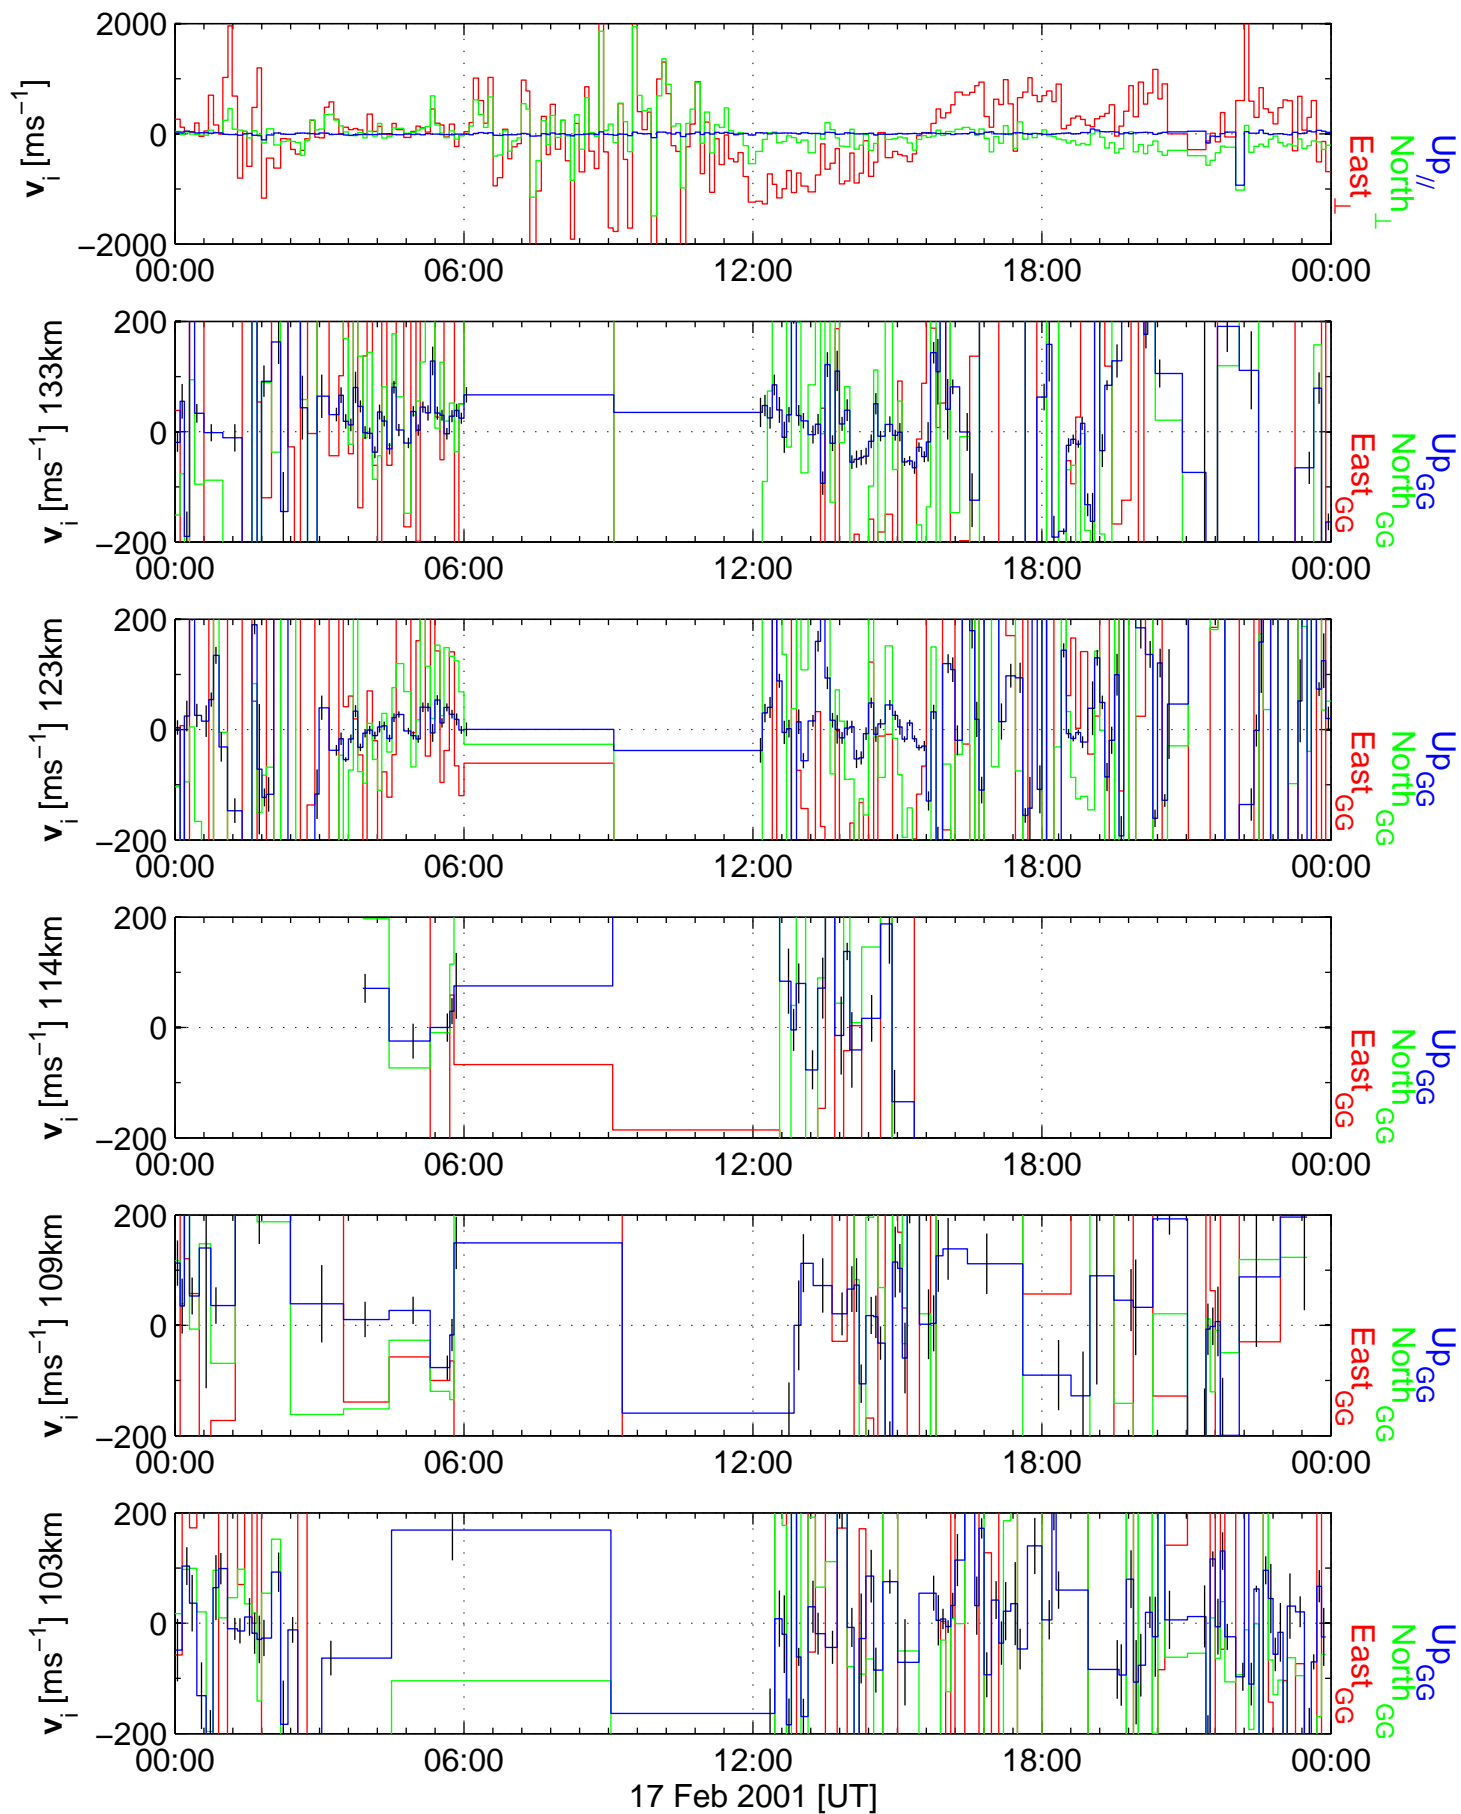 2000
0
−2000
v_i [ms⁻¹]
00:00 06:00 12:00 18:00 00:00
Up_//
North_⊥
East_⊥
200
0
−200
v_i [ms⁻¹] 133km
00:00 06:00 12:00 18:00 00:00
Up_GG
North_GG
East_GG
200
0
−200
v_i [ms⁻¹] 123km
00:00 06:00 12:00 18:00 00:00
Up_GG
North_GG
East_GG
200
0
−200
v_i [ms⁻¹] 114km
00:00 06:00 12:00 18:00 00:00
Up_GG
North_GG
East_GG
200
0
−200
v_i [ms⁻¹] 109km
00:00 06:00 12:00 18:00 00:00
Up_GG
North_GG
East_GG
200
0
−200
v_i [ms⁻¹] 103km
00:00 06:00 12:00 18:00 00:00
Up_GG
North_GG
East_GG
17 Feb 2001 [UT]